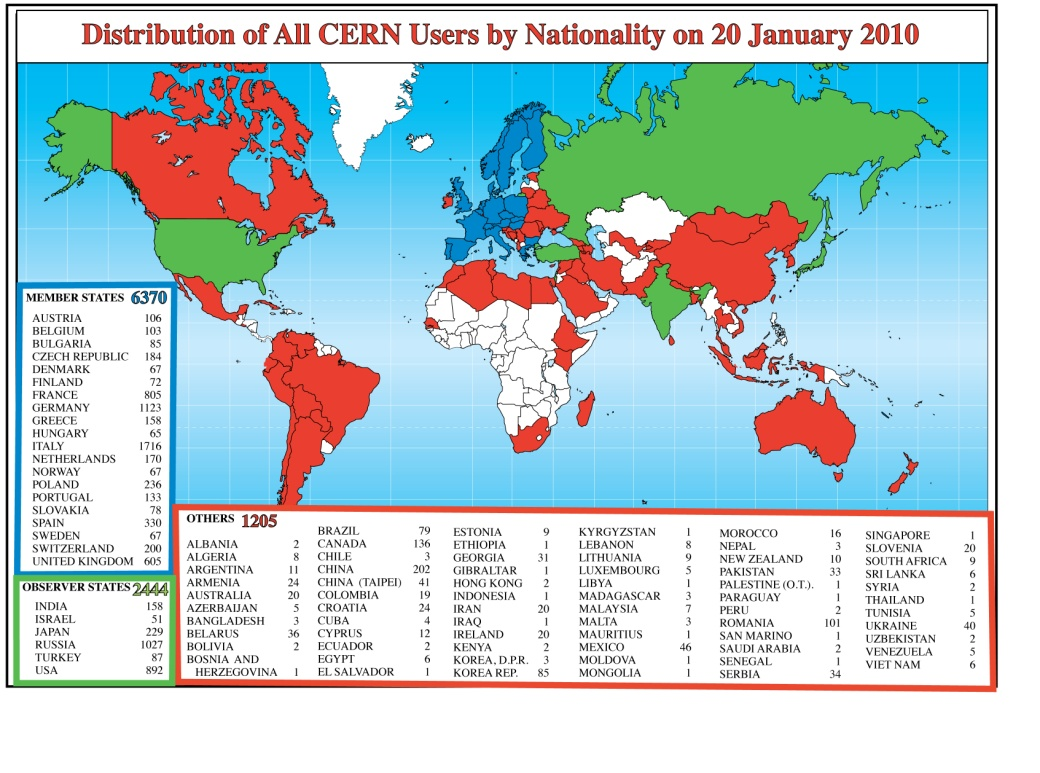 Distribution of All CERN Users by Nationality on 20 January 2010
MEMBER STATES 6370
AUSTRIA 106
BELGIUM 103
BULGARIA 85
CZECH REPUBLIC 184
DENMARK 67
FINLAND 72
FRANCE 805
GERMANY 1123
GREECE 158
HUNGARY 65
ITALY 1716
NETHERLANDS 170
NORWAY 67
POLAND 236
PORTUGAL 133
SLOVAKIA 78
SPAIN 330
SWEDEN 67
SWITZERLAND 200
UNITED KINGDOM 605
OBSERVER STATES 2444
INDIA 158
ISRAEL 51
JAPAN 229
RUSSIA 1027
TURKEY 87
USA 892
OTHERS 1205
ALBANIA 2
ALGERIA 8
ARGENTINA 11
ARMENIA 24
AUSTRALIA 20
AZERBAIJAN 5
BANGLADESH 3
BELARUS 36
BOLIVIA 2
BOSNIA AND
HERZEGOVINA 1
BRAZIL 79
CANADA 136
CHILE 3
CHINA 202
CHINA (TAIPEI) 41
COLOMBIA 19
CROATIA 24
CUBA 4
CYPRUS 12
ECUADOR 2
EGYPT 6
EL SALVADOR 1
ESTONIA 9
ETHIOPIA 1
GEORGIA 31
GIBRALTAR 1
HONG KONG 2
INDONESIA 1
IRAN 20
IRAQ 1
IRELAND 20
KENYA 2
KOREA, D.P.R. 3
KOREA REP. 85
KYRGYZSTAN 1
LEBANON 8
LITHUANIA 9
LUXEMBOURG 5
LIBYA 1
MADAGASCAR 3
MALAYSIA 7
MALTA 3
MAURITIUS 1
MEXICO 46
MOLDOVA 1
MONGOLIA 1
MOROCCO 16
NEPAL 3
NEW ZEALAND 10
PAKISTAN 33
PALESTINE (O.T.). 1
PARAGUAY 1
PERU 2
ROMANIA 101
SAN MARINO 1
SAUDI ARABIA 2
SENEGAL 1
SERBIA 34
SINGAPORE 1
SLOVENIA 20
SOUTH AFRICA 9
SRI LANKA 6
SYRIA 2
THAILAND 1
TUNISIA 5
UKRAINE 40
UZBEKISTAN 2
VENEZUELA 5
VIET NAM 6